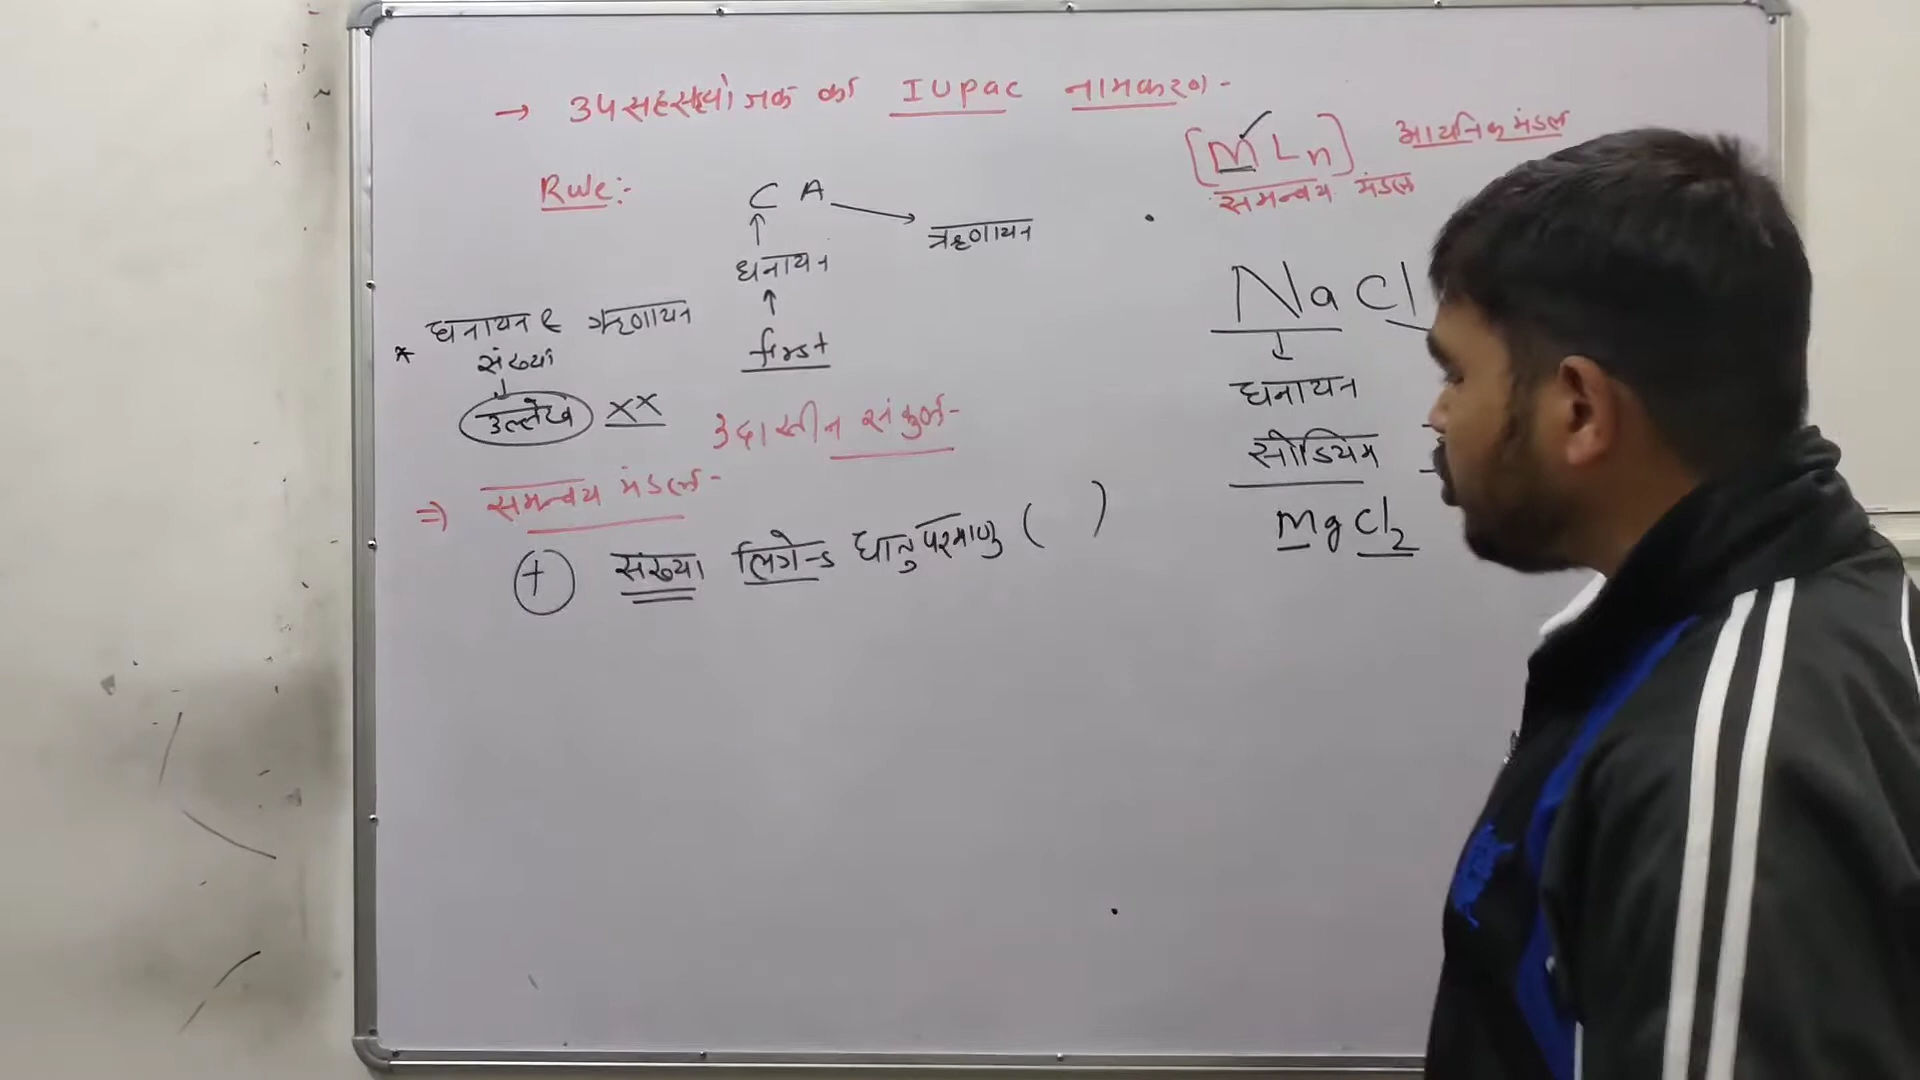 → उपसहसंयोजक का IUPAC नामकरण -
[M Ln] आयनिक मंडल
समन्वय मंडल
Rule:-
C A → ऋणायन
↑
धनायन
↑
first
* धनायन & ऋणायन
संख्या
↓
उल्लेख XX
उदासीन संकुल -
⇒ समन्वय मंडल -
+ संख्या लिगेन्ड धातु परमाणु ( )
NaCl
↓
धनायन
सोडियम
MgCl2